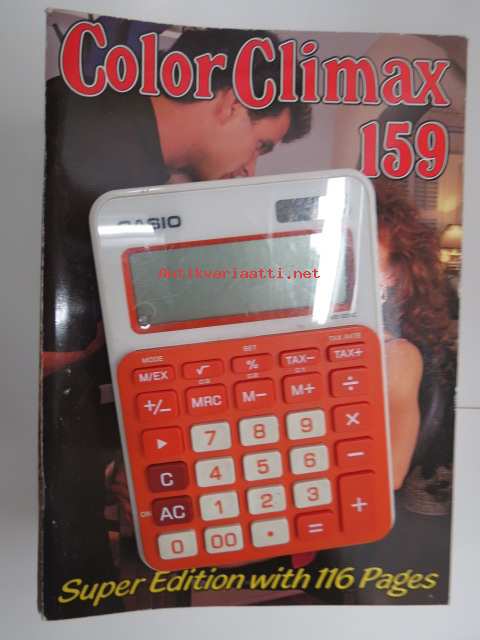 Color Climax
159
CASIO
Antikvariaatti.net
TAX RATE
MODE SET
M/EX √ % TAX− TAX+
+/− MRC M− M+ ÷
▶ 7 8 9 ×
C 4 5 6 −
ON AC 1 2 3 +
0 00 • =
Super Edition with 116 Pages